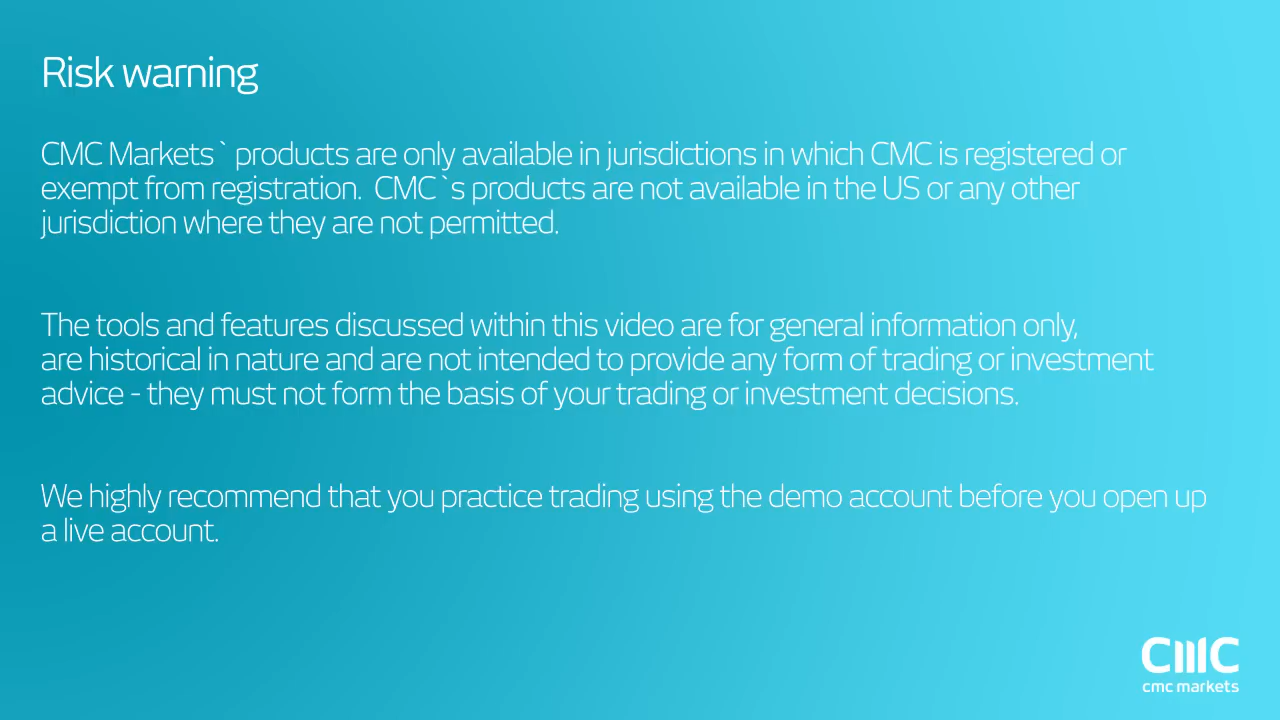 Risk warning
CMC Markets` products are only available in jurisdictions in which CMC is registered or
exempt from registration.  CMC`s products are not available in the US or any other
jurisdiction where they are not permitted.
The tools and features discussed within this video are for general information only,
are historical in nature and are not intended to provide any form of trading or investment
advice - they must not form the basis of your trading or investment decisions.
We highly recommend that you practice trading using the demo account before you open up
a live account.
CMC
cmc markets